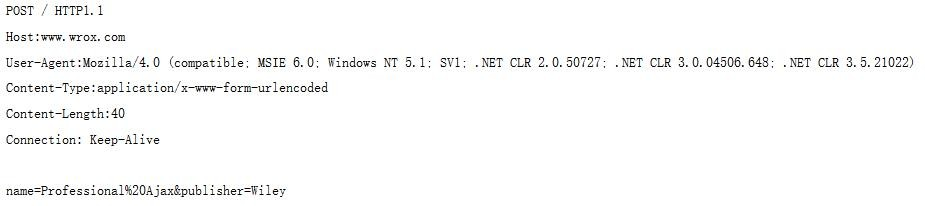 POST / HTTP1.1
Host:www.wrox.com
User-Agent:Mozilla/4.0 (compatible; MSIE 6.0; Windows NT 5.1; SV1; .NET CLR 2.0.50727; .NET CLR 3.0.04506.648; .NET CLR 3.5.21022)
Content-Type:application/x-www-form-urlencoded
Content-Length:40
Connection: Keep-Alive
name=Professional%20Ajax&publisher=Wiley